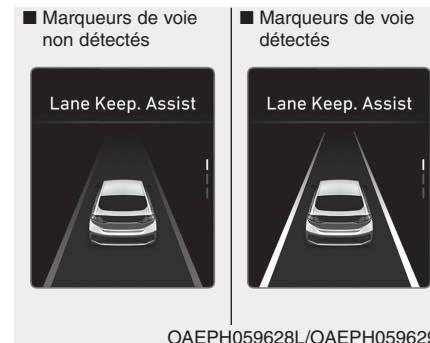 ■ Marqueurs de voie
non détectés
Lane Keep. Assist
■ Marqueurs de voie
détectés
Lane Keep. Assist
OAEPH059628L/OAEPH059629